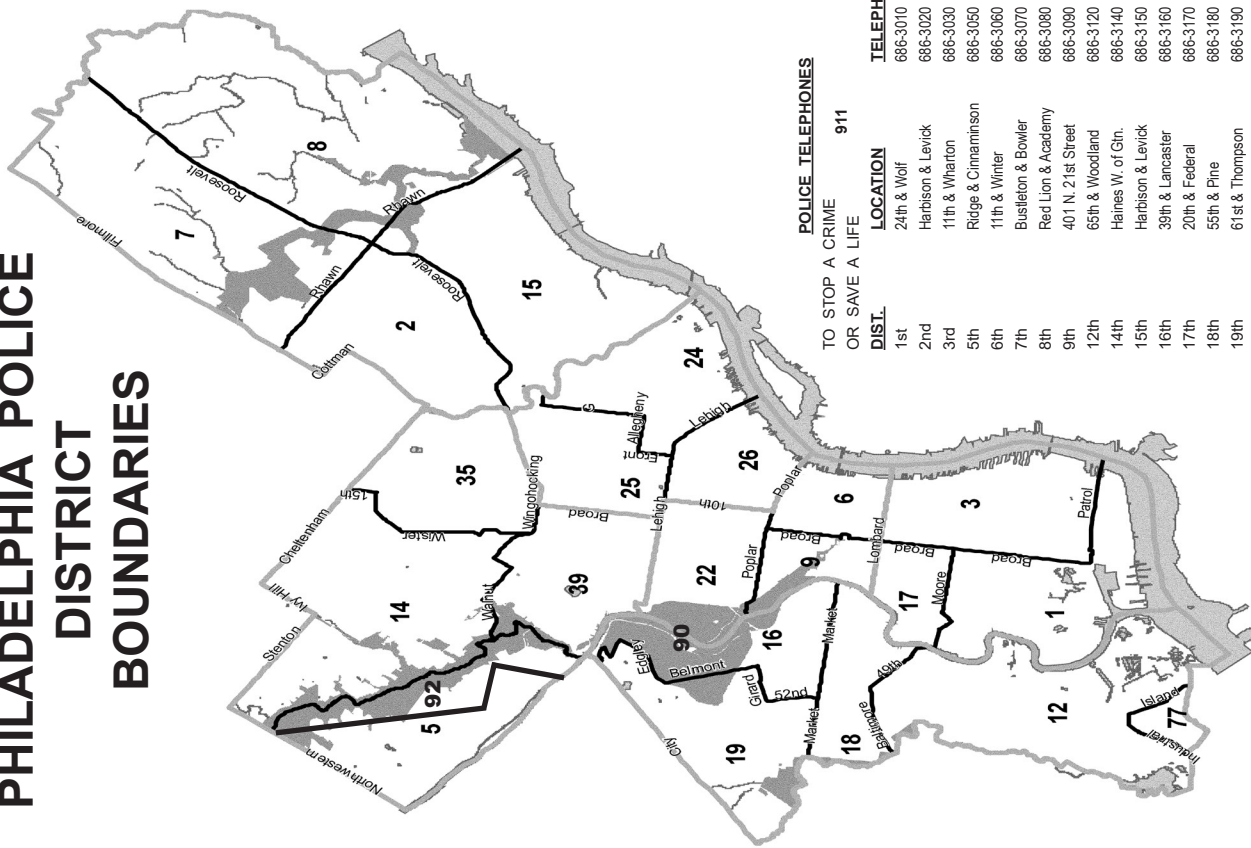 PHILADELPHIA POLICE
DISTRICT
BOUNDARIES
Fillmore
Roosevelt
7
8
Rhawn
Rhawn
Roosevelt
Cottman
2
15
Cheltenham
15th
35
Ivy Hill
Wister
Stenton
14
Wingohocking
G
Allegheny
Front
24
Lehigh
25
Broad
Walnut
39
Lehigh
10th
26
Poplar
92
5
Northwestern
Edgley
90
22
Poplar
Broad
6
Belmont
9
16
Lombard
City
Girard
52nd
Market
Market
17
Broad
3
Moore
Broad
Patrol
19
18
49th
Baltimore
1
12
Island
77
Industrial
POLICE TELEPHONES
TO STOP A CRIME
OR SAVE A LIFE 911
DIST. LOCATION TELEPH
1st 24th & Wolf 686-3010
2nd Harbison & Levick 686-3020
3rd 11th & Wharton 686-3030
5th Ridge & Cinnaminson 686-3050
6th 11th & Winter 686-3060
7th Bustleton & Bowler 686-3070
8th Red Lion & Academy 686-3080
9th 401 N. 21st Street 686-3090
12th 65th & Woodland 686-3120
14th Haines W. of Gtn. 686-3140
15th Harbison & Levick 686-3150
16th 39th & Lancaster 686-3160
17th 20th & Federal 686-3170
18th 55th & Pine 686-3180
19th 61st & Thompson 686-3190